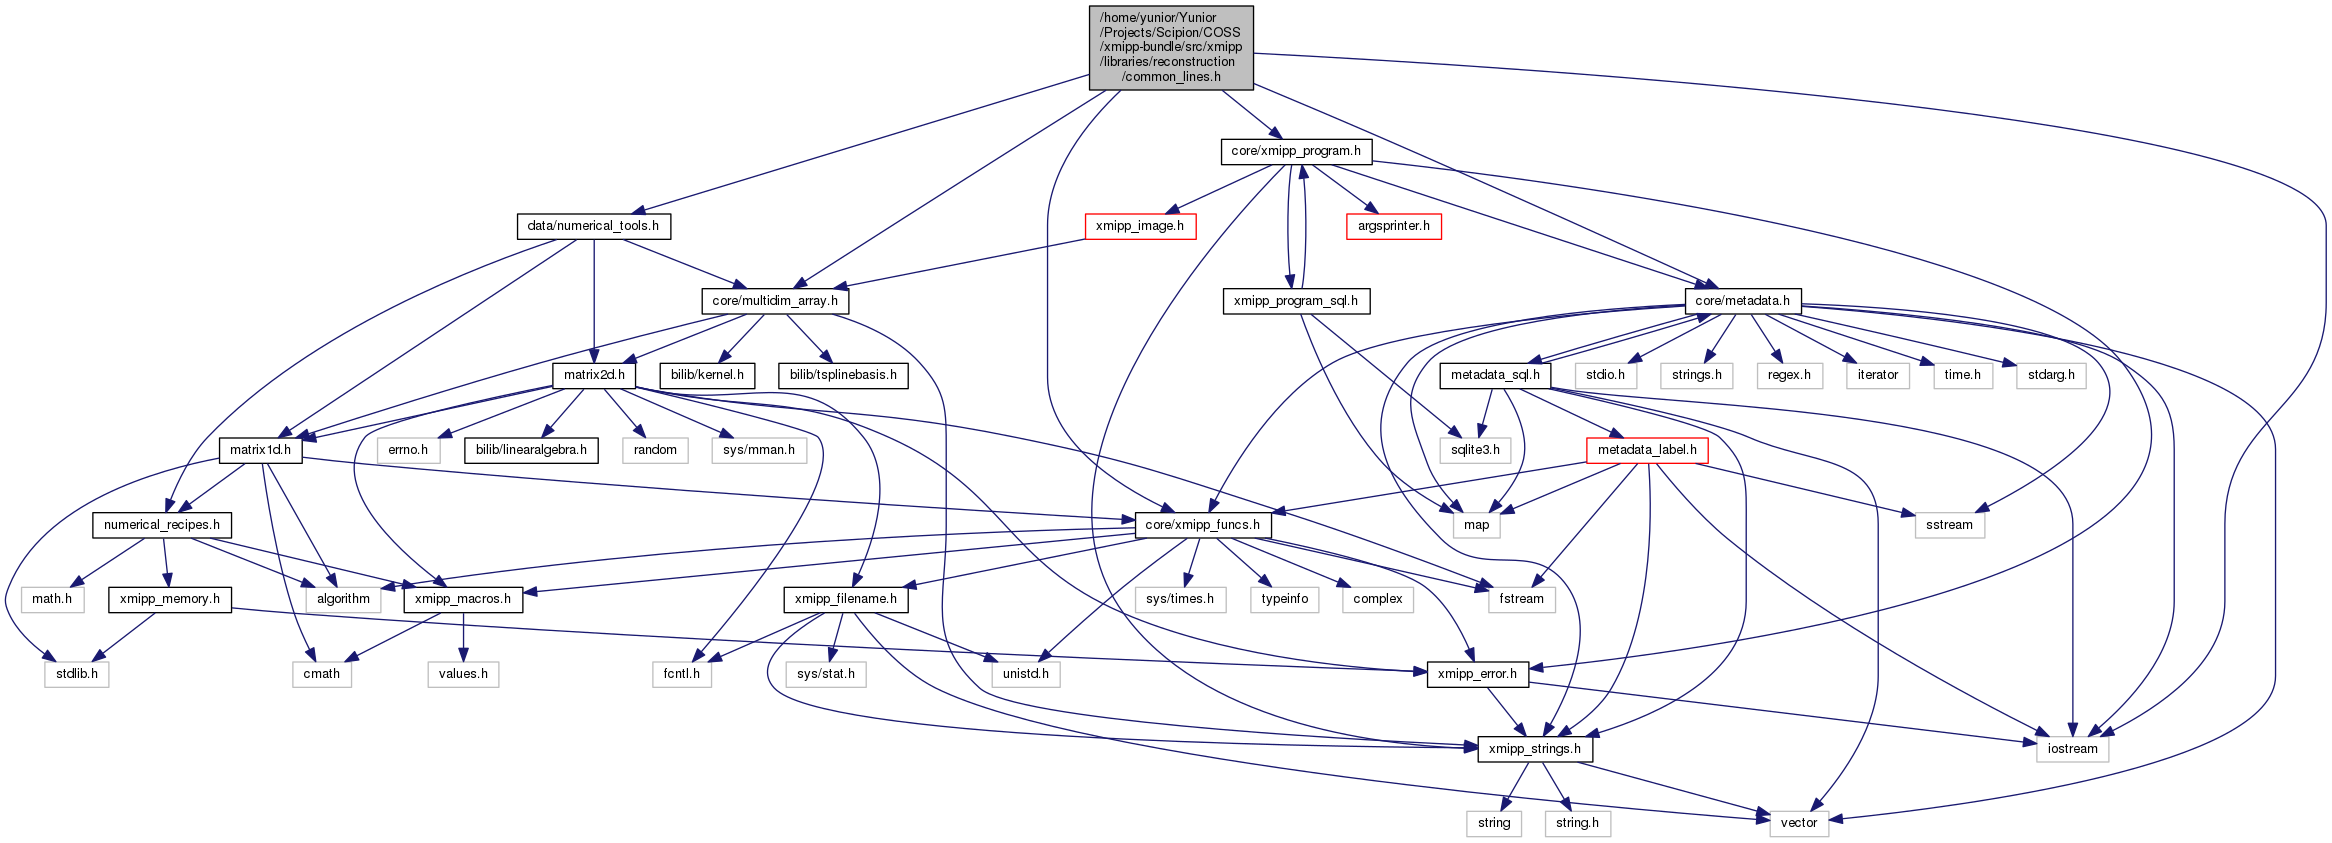 /home/yunior/Yunior
/Projects/Scipion/COSS
/xmipp-bundle/src/xmipp
/libraries/reconstruction
/common_lines.h
core/xmipp_program.h
data/numerical_tools.h
xmipp_image.h
argsprinter.h
core/multidim_array.h
xmipp_program_sql.h
core/metadata.h
matrix2d.h
bilib/kernel.h
bilib/tsplinebasis.h
metadata_sql.h
stdio.h
strings.h
regex.h
iterator
time.h
stdarg.h
matrix1d.h
errno.h
bilib/linearalgebra.h
random
sys/mman.h
sqlite3.h
metadata_label.h
numerical_recipes.h
core/xmipp_funcs.h
map
sstream
math.h
xmipp_memory.h
algorithm
xmipp_macros.h
xmipp_filename.h
sys/times.h
typeinfo
complex
fstream
stdlib.h
cmath
values.h
fcntl.h
sys/stat.h
unistd.h
xmipp_error.h
xmipp_strings.h
iostream
string
string.h
vector